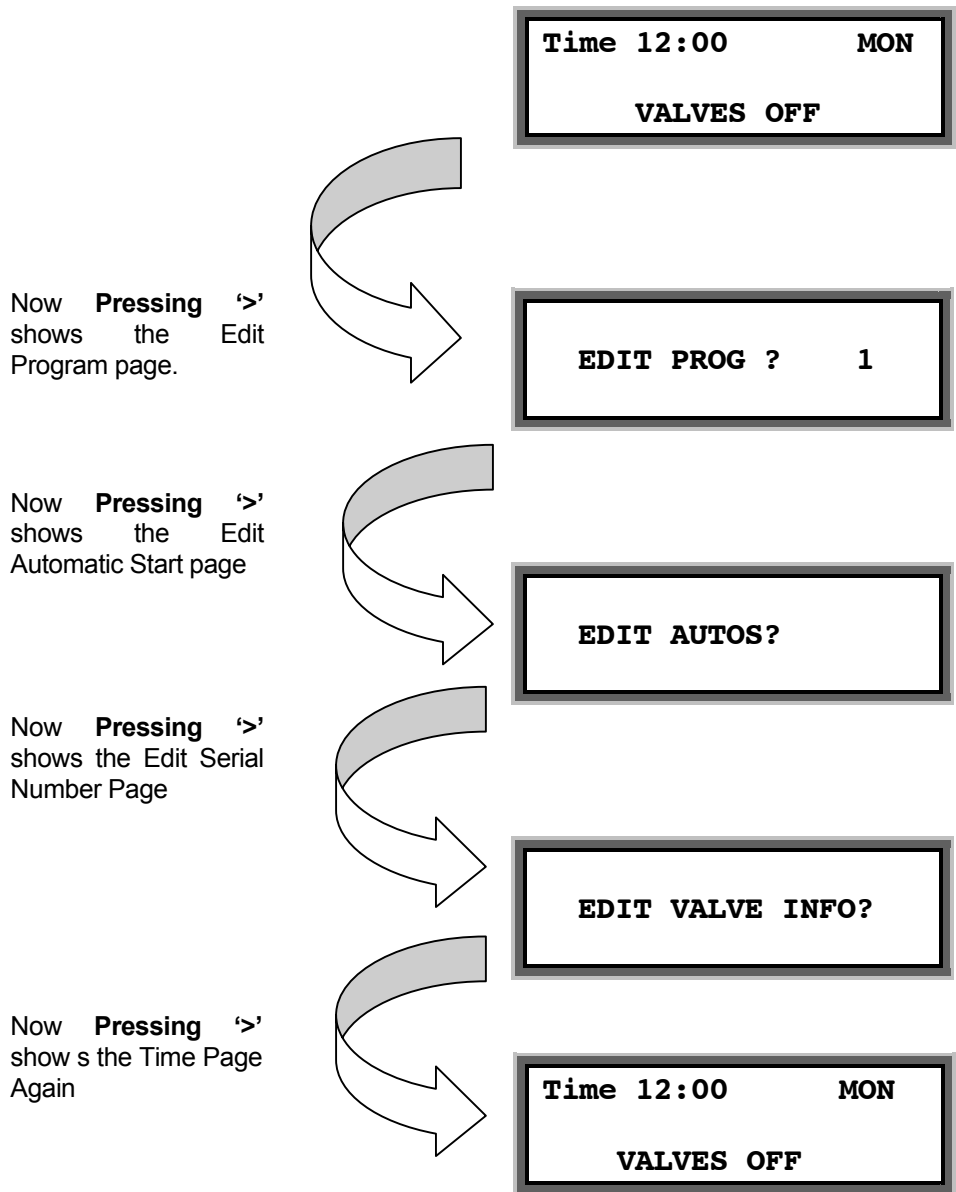 Time 12:00 MON
VALVES OFF
Now Pressing ‘>’
shows the Edit
Program page.
EDIT PROG ? 1
Now Pressing ‘>’
shows the Edit
Automatic Start page
EDIT AUTOS?
Now Pressing ‘>’
shows the Edit Serial
Number Page
EDIT VALVE INFO?
Now Pressing ‘>’
show s the Time Page
Again
Time 12:00 MON
VALVES OFF